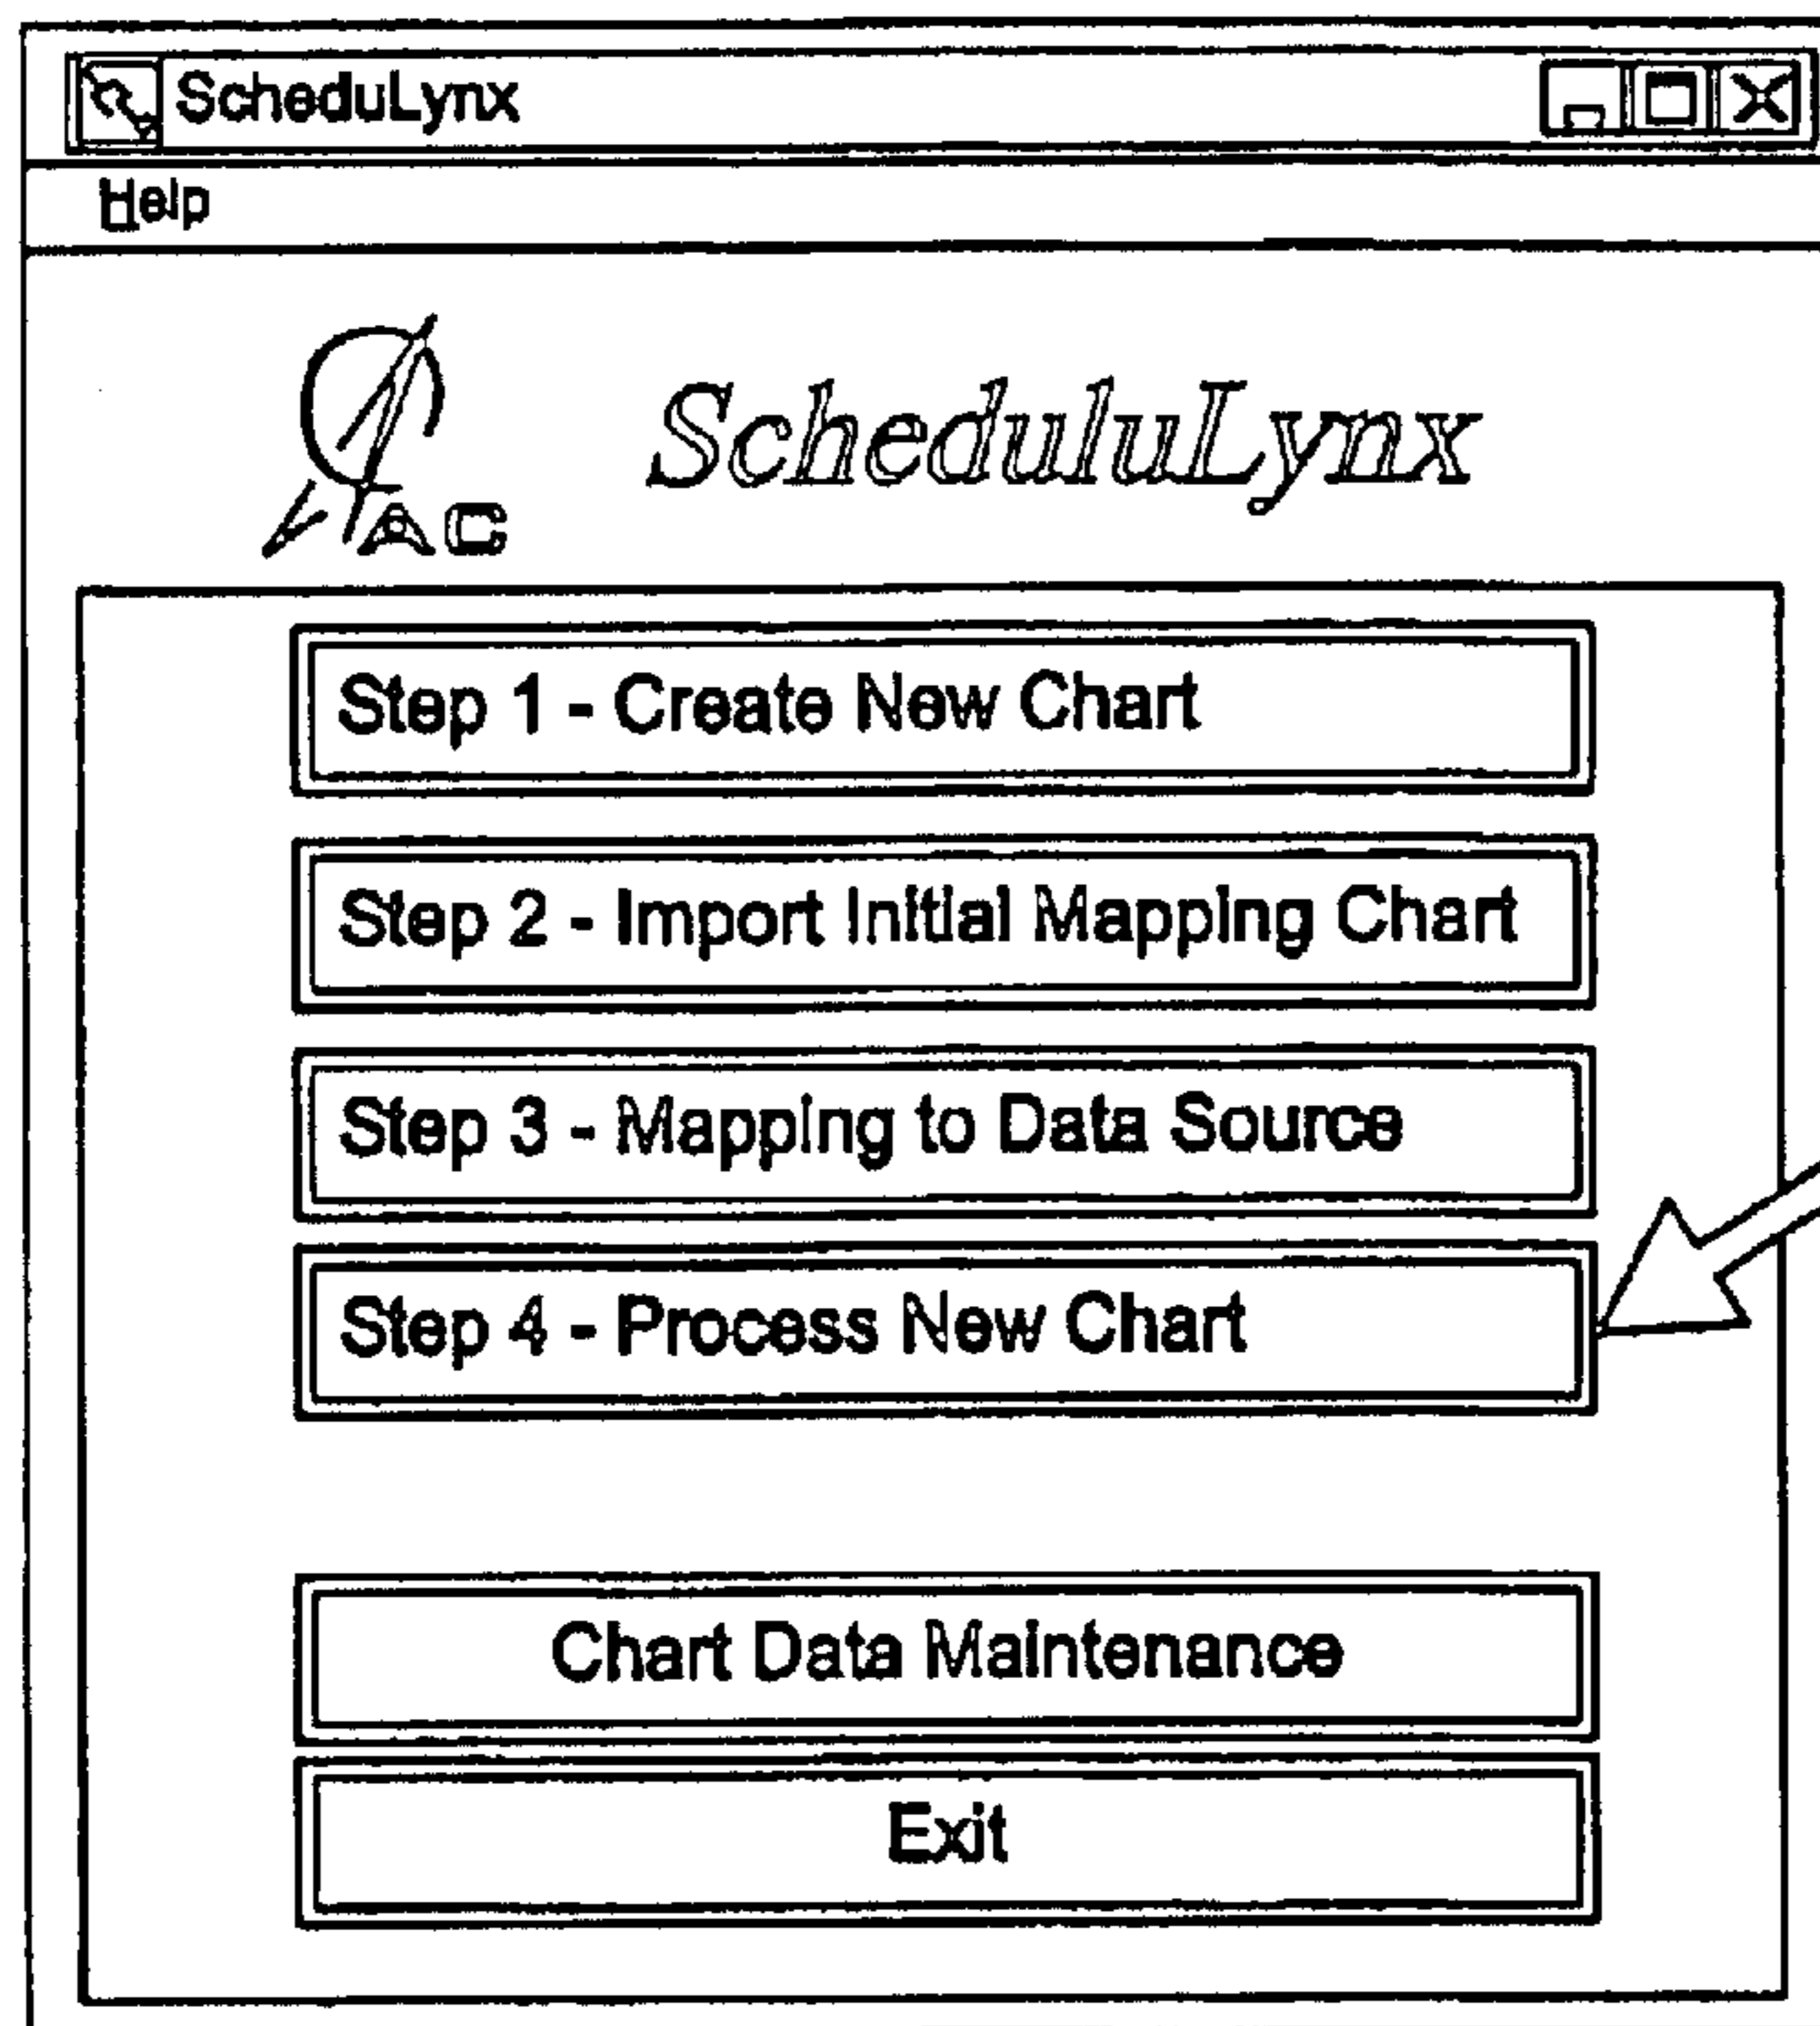 ScheduLynx
Help
AC
ScheduluLynx
Step 1 - Create New Chart
Step 2 - Import Initial Mapping Chart
Step 3 - Mapping to Data Source
Step 4 - Process New Chart
Chart Data Maintenance
Exit